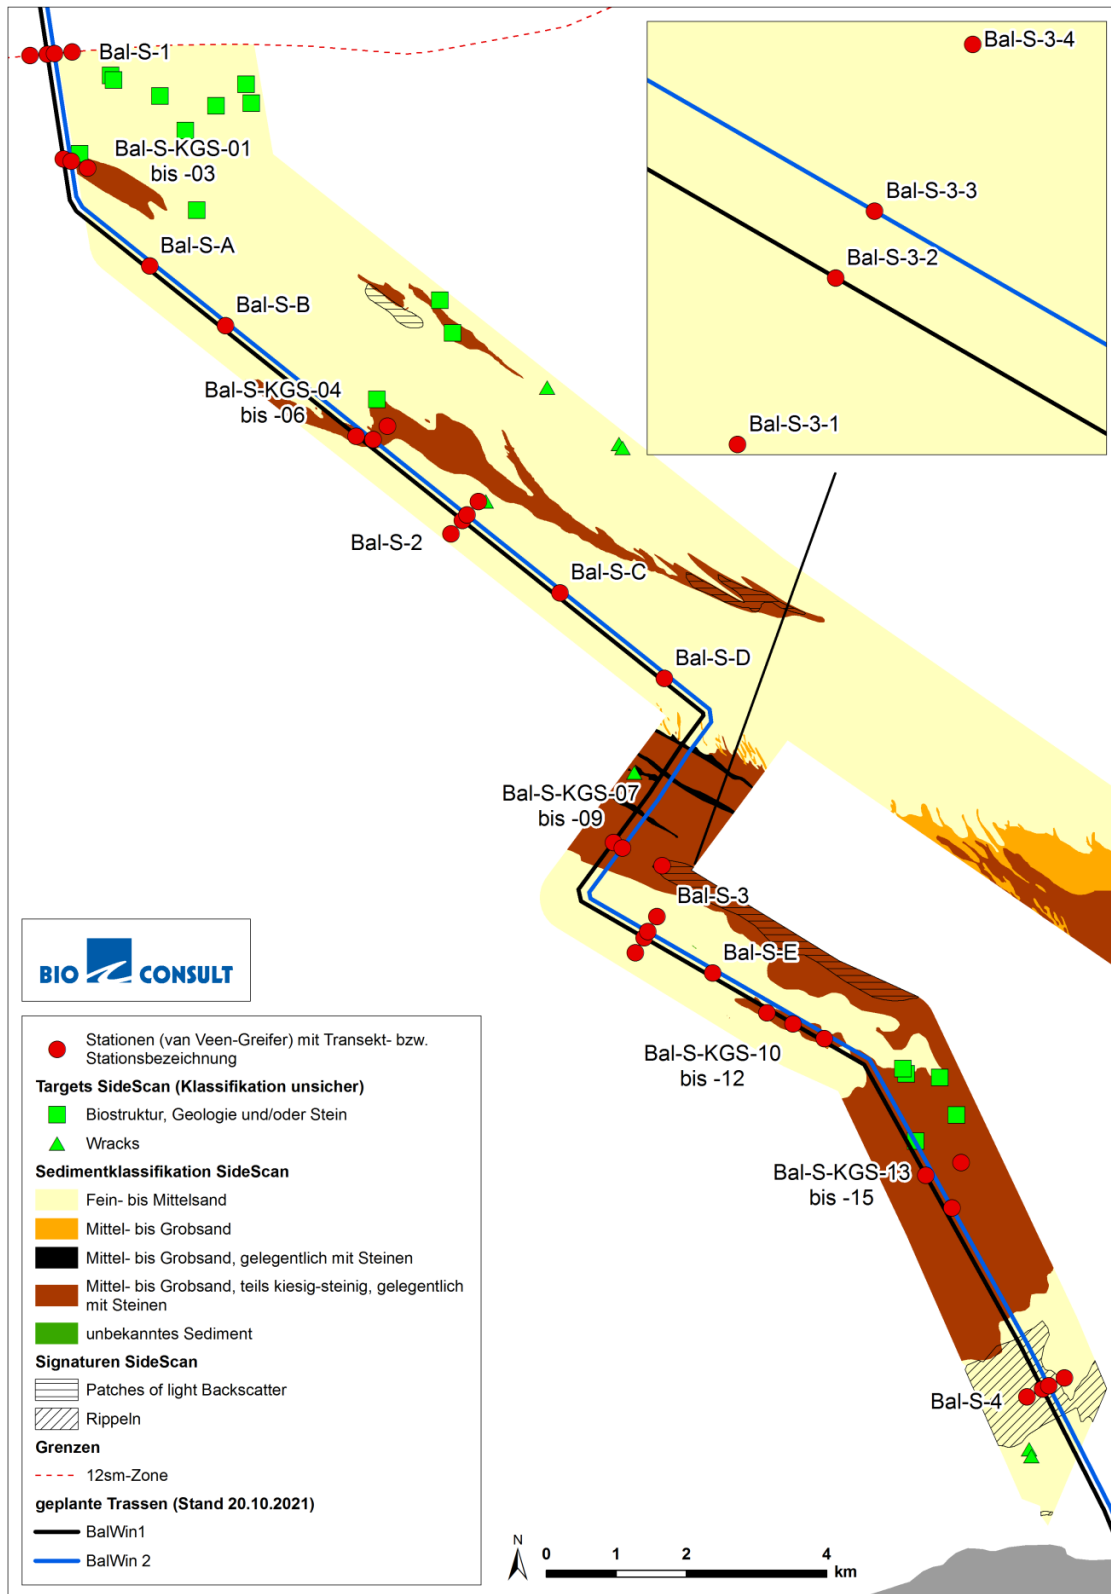 Bal-S-1
Bal-S-KGS-01
bis -03
Bal-S-A
Bal-S-B
Bal-S-KGS-04
bis -06
Bal-S-2
Bal-S-C
Bal-S-D
Bal-S-3-4
Bal-S-3-3
Bal-S-3-2
Bal-S-3-1
Bal-S-KGS-07
bis -09
Bal-S-3
Bal-S-E
Bal-S-KGS-10
bis -12
Bal-S-KGS-13
bis -15
Bal-S-4
BIO CONSULT
Stationen (van Veen-Greifer) mit Transekt- bzw.
Stationsbezeichnung
Targets SideScan (Klassifikation unsicher)
Biostruktur, Geologie und/oder Stein
Wracks
Sedimentklassifikation SideScan
Fein- bis Mittelsand
Mittel- bis Grobsand
Mittel- bis Grobsand, gelegentlich mit Steinen
Mittel- bis Grobsand, teils kiesig-steinig, gelegentlich
mit Steinen
unbekanntes Sediment
Signaturen SideScan
Patches of light Backscatter
Rippeln
Grenzen
12sm-Zone
geplante Trassen (Stand 20.10.2021)
BalWin1
BalWin 2
N
0 1 2 4
km